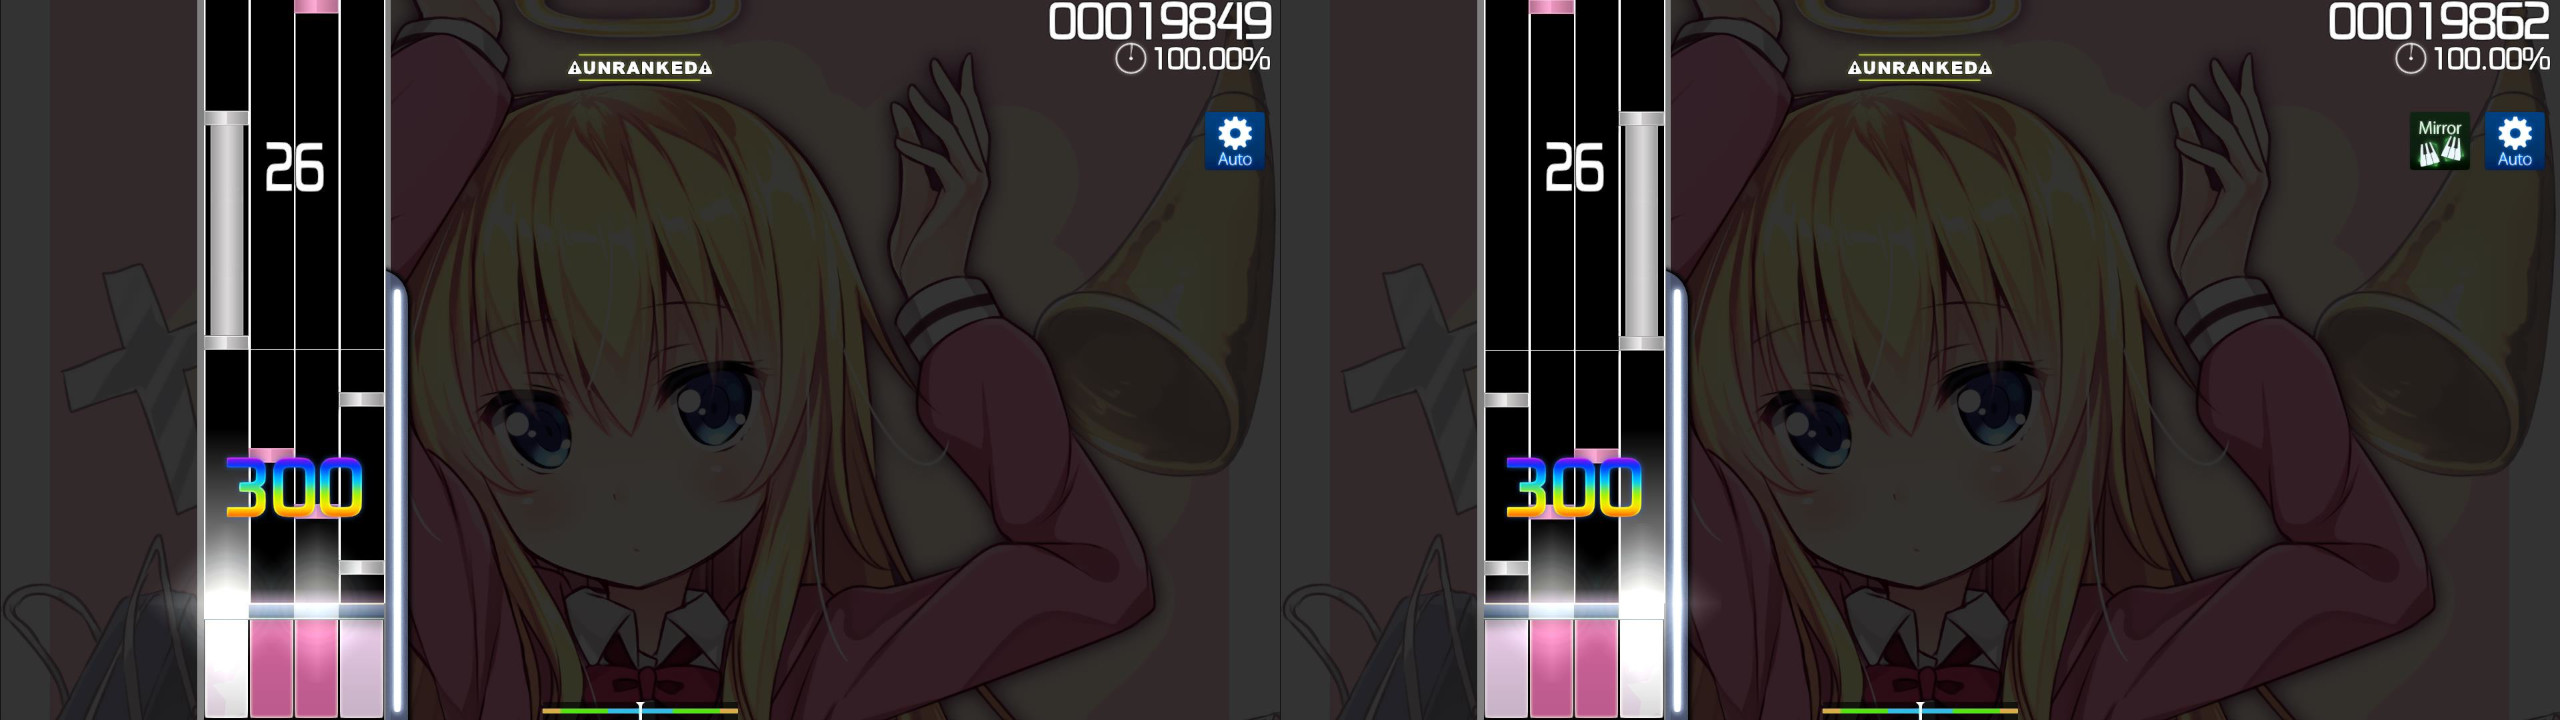 00019849
100.00%
⚠UNRANKED⚠
Auto
26
300
00019862
100.00%
⚠UNRANKED⚠
Mirror
Auto
26
300